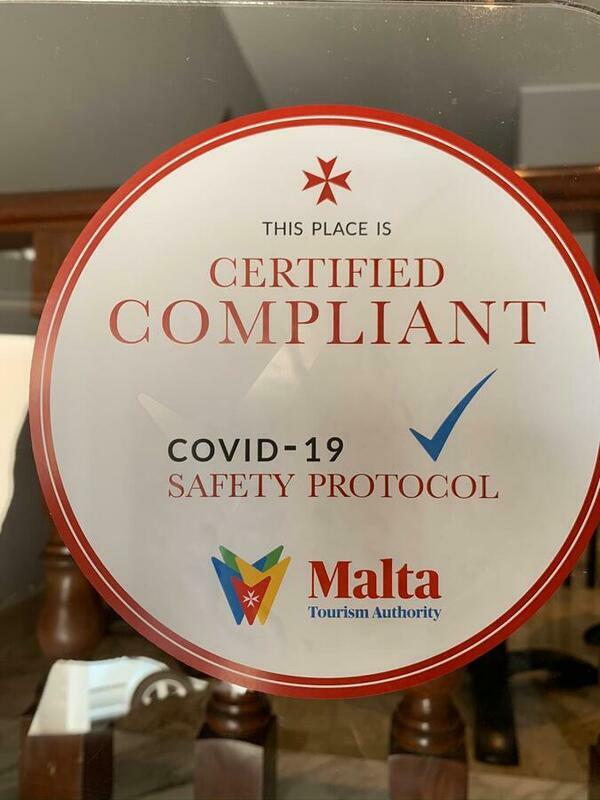 THIS PLACE IS
CERTIFIED
COMPLIANT
COVID-19
SAFETY PROTOCOL
Malta
Tourism Authority